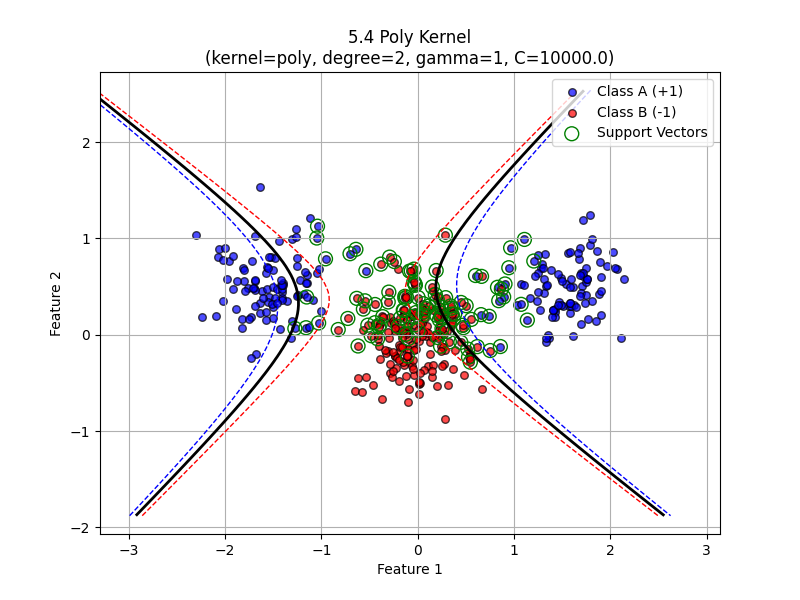 5.4 Poly Kernel
(kernel=poly, degree=2, gamma=1, C=10000.0)
Class A (+1)
Class B (-1)
Support Vectors
Feature 2
2
1
0
−1
−2
−3
−2
−1
0
1
2
3
Feature 1